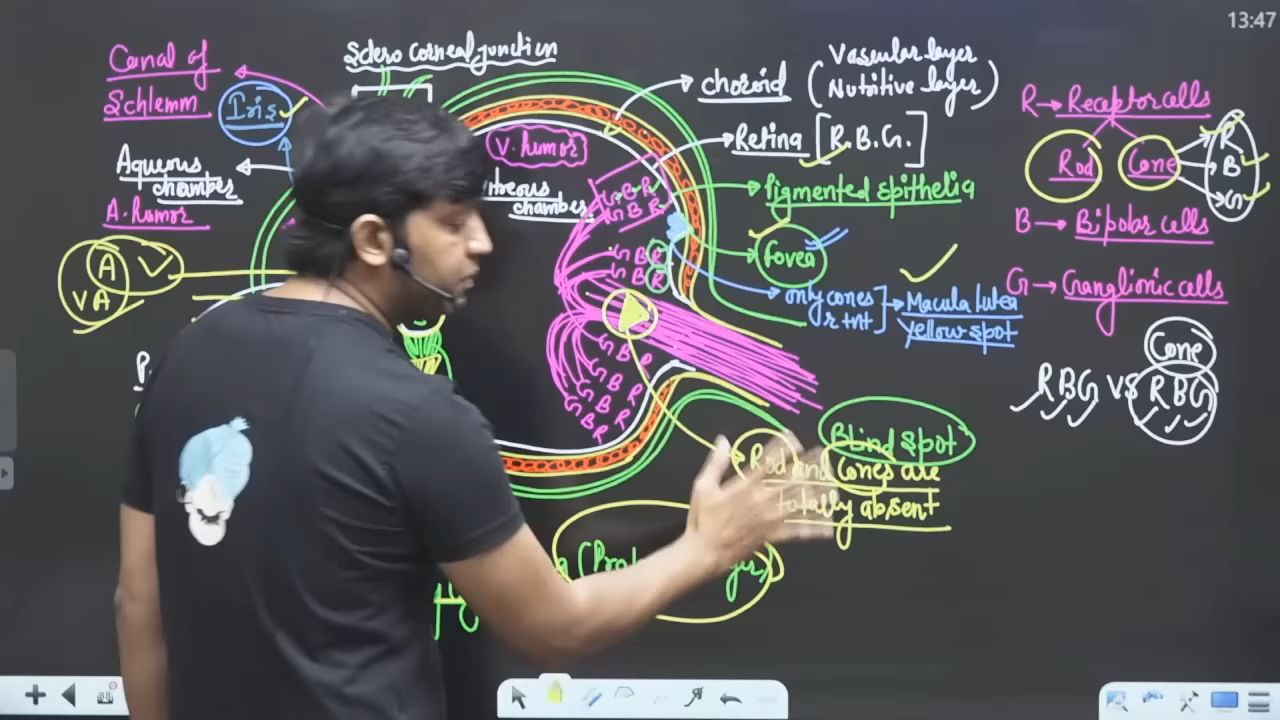 13:47
Canal of
Schlemm
Sclero Corneal junction
Iris
Aqueous
chamber
A. humor
A
VA
V. humor
chamber
choroid (Vascular layer
Nutritive layer)
Retina [R.B.G.]
Pigmented epithelia
fovea
only cones
Macula lutea
Yellow spot
G B R
G B R
G B R
G B R
G B R
G B R
G B R
G B R
Blind spot
Rod and Cones are
totally absent
R→ Receptor cells
Rod Cone
R
B
G
B→ Bipolar cells
G→ Ganglionic cells
Cone
RBG VS RBG